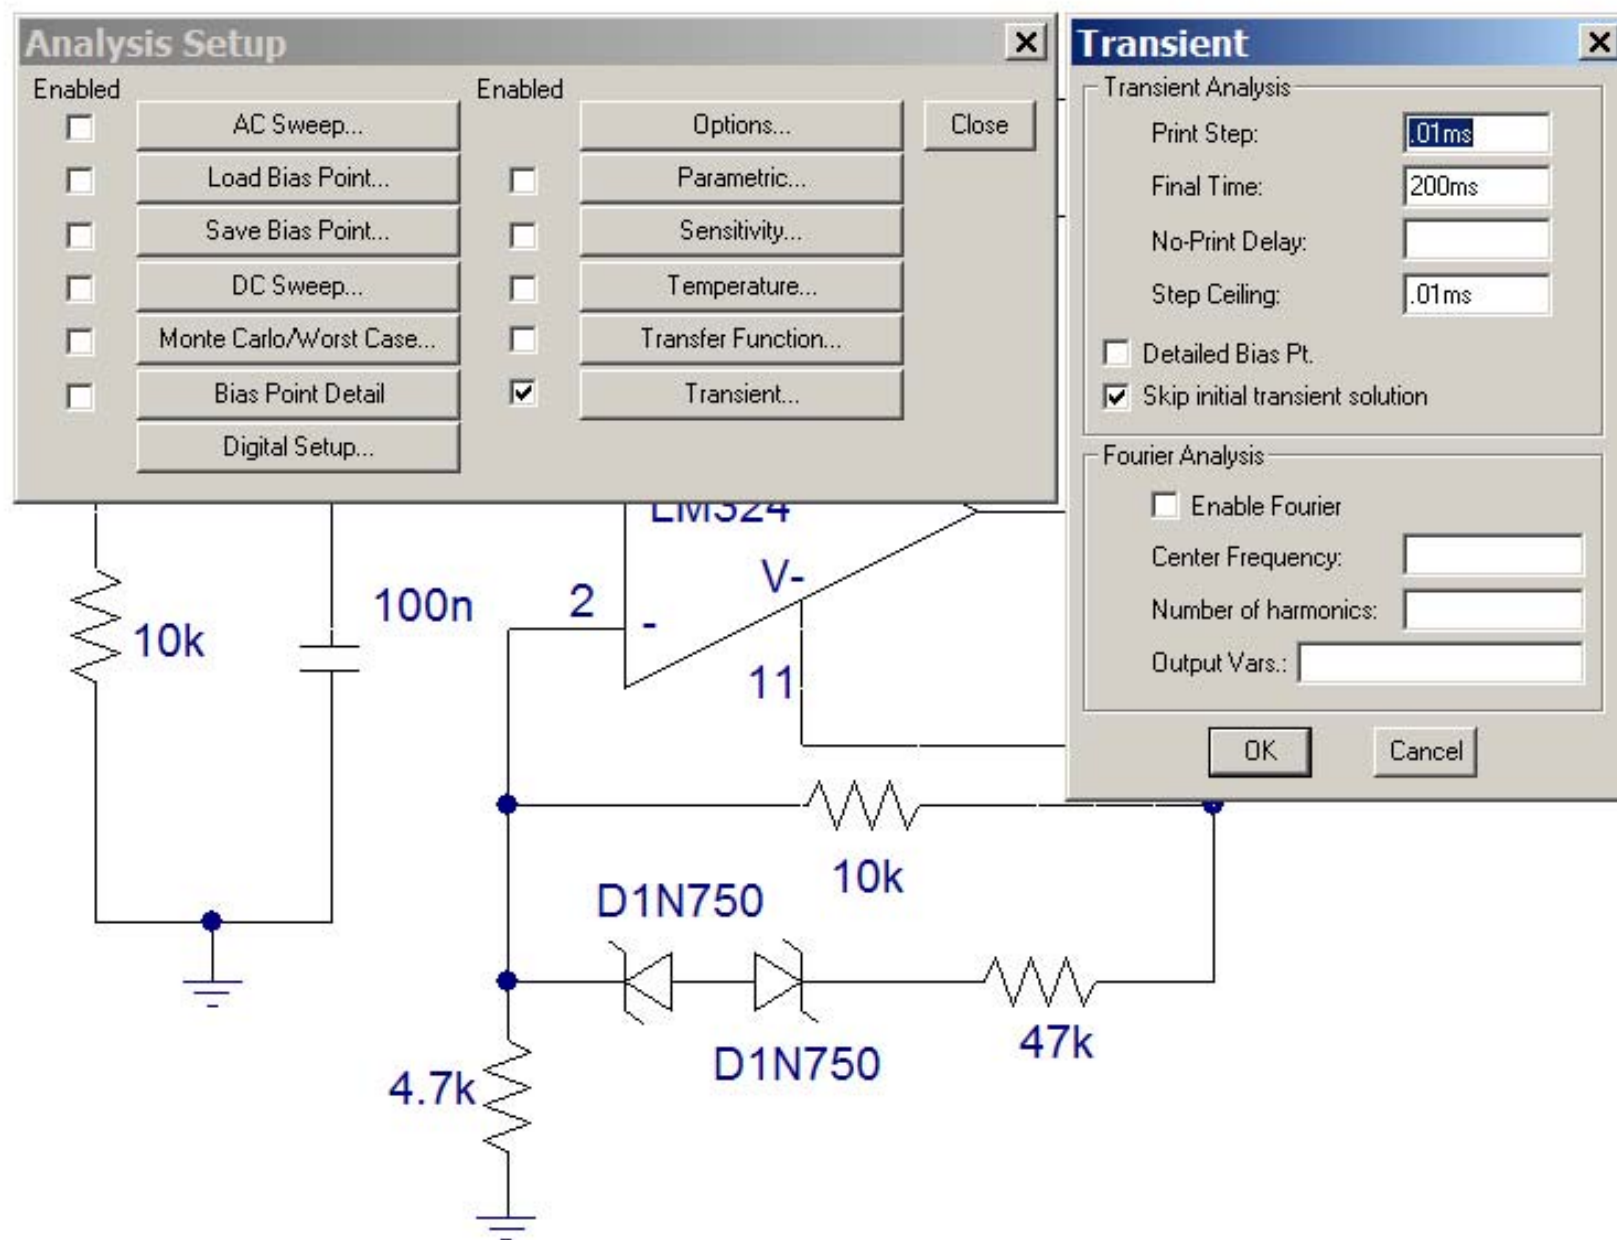 Analysis Setup
Enabled
Enabled
AC Sweep...
Options...
Close
Load Bias Point...
Parametric...
Save Bias Point...
Sensitivity...
DC Sweep...
Temperature...
Monte Carlo/Worst Case...
Transfer Function...
Bias Point Detail
Transient...
Digital Setup...
Transient
Transient Analysis
Print Step: .01ms
Final Time: 200ms
No-Print Delay:
Step Ceiling: .01ms
Detailed Bias Pt.
Skip initial transient solution
Fourier Analysis
Enable Fourier
Center Frequency:
Number of harmonics:
Output Vars.:
OK
Cancel
LM324
V-
2
-
11
10k
100n
10k
D1N750
D1N750
47k
4.7k